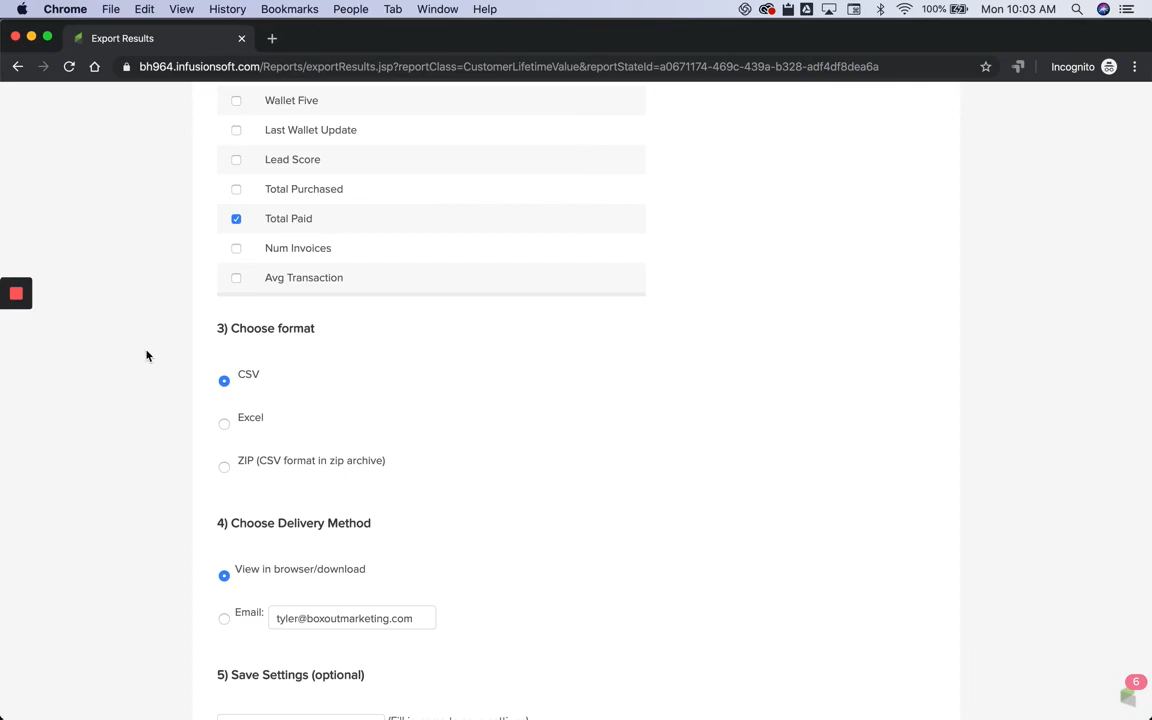 Chrome File Edit View History Bookmarks People Tab Window Help 100% Mon 10:03 AM
Export Results
bh964.infusionsoft.com/Reports/exportResults.jsp?reportClass=CustomerLifetimeValue&reportStateId=a0671174-469c-439a-b328-adf4df8dea6a Incognito
Wallet Five
Last Wallet Update
Lead Score
Total Purchased
Total Paid
Num Invoices
Avg Transaction
3) Choose format
CSV
Excel
ZIP (CSV format in zip archive)
4) Choose Delivery Method
View in browser/download
Email: tyler@boxoutmarketing.com
5) Save Settings (optional)
6